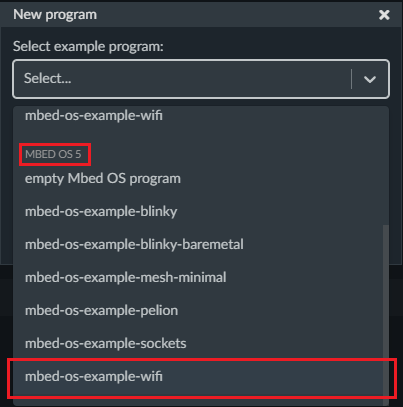 New program
Select example program:
Select...
mbed-os-example-wifi
MBED OS 5
empty Mbed OS program
mbed-os-example-blinky
mbed-os-example-blinky-baremetal
mbed-os-example-mesh-minimal
mbed-os-example-pelion
mbed-os-example-sockets
mbed-os-example-wifi